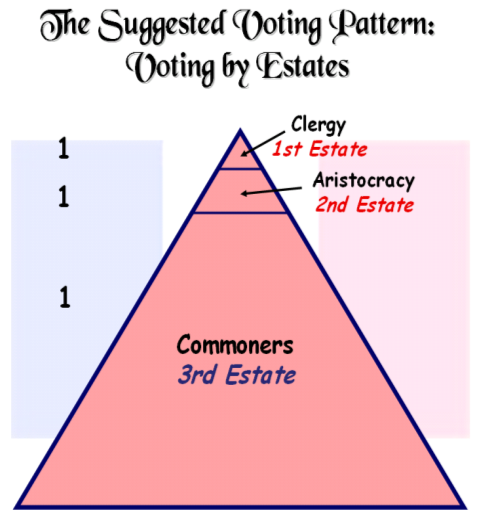 The Suggested Voting Pattern:
Voting by Estates
1
Clergy
1st Estate
1
Aristocracy
2nd Estate
1
Commoners
3rd Estate